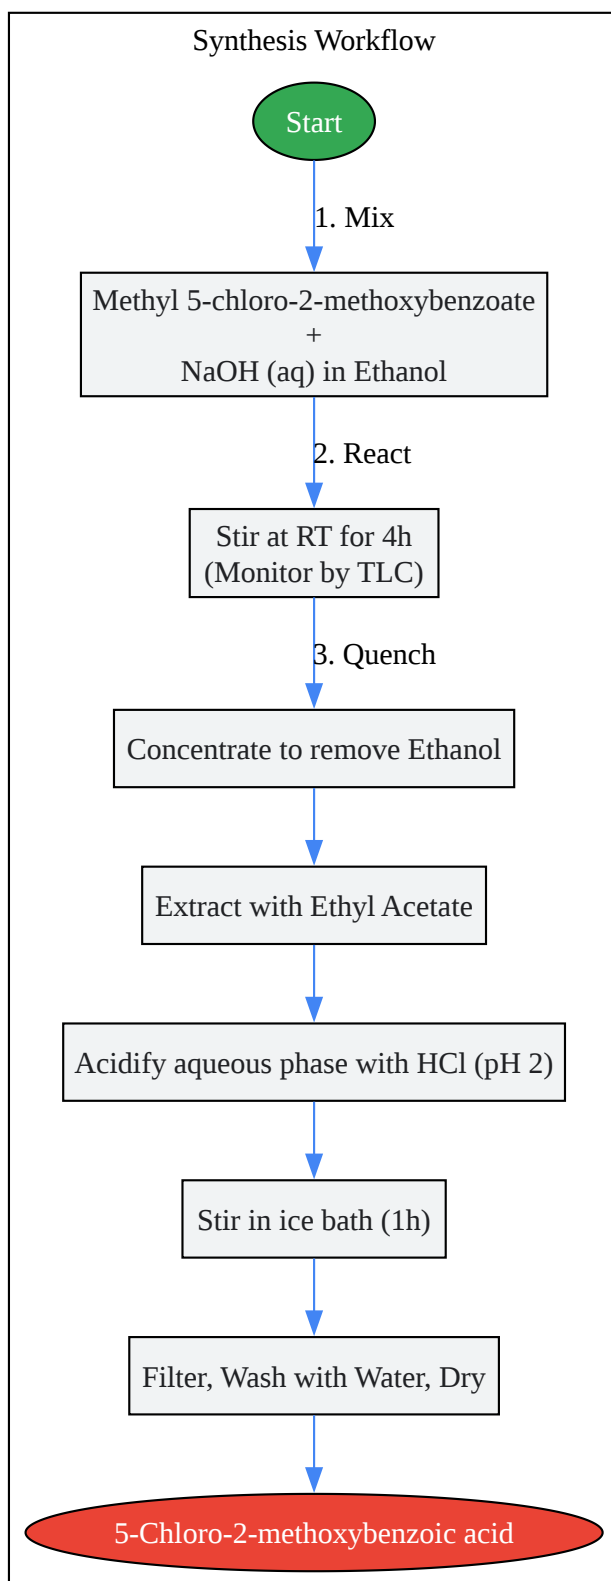 Synthesis Workflow
Start
1. Mix
Methyl 5-chloro-2-methoxybenzoate
+
NaOH (aq) in Ethanol
2. React
Stir at RT for 4h
(Monitor by TLC)
3. Quench
Concentrate to remove Ethanol
Extract with Ethyl Acetate
Acidify aqueous phase with HCl (pH 2)
Stir in ice bath (1h)
Filter, Wash with Water, Dry
5-Chloro-2-methoxybenzoic acid